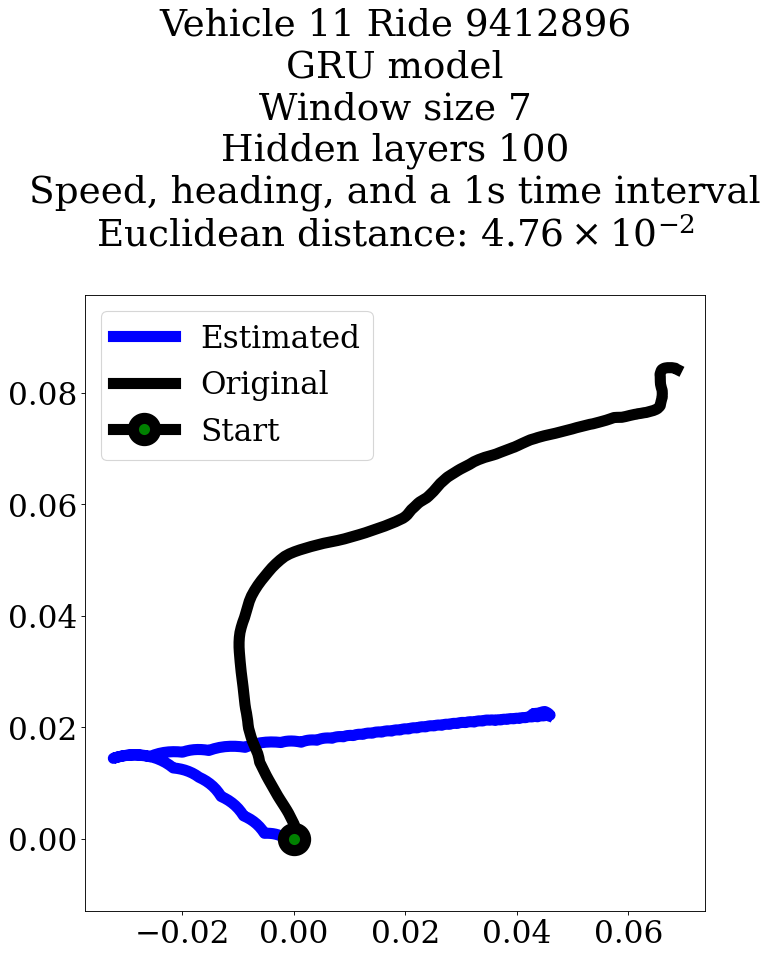 Vehicle 11 Ride 9412896
GRU model
Window size 7
Hidden layers 100
Speed, heading, and a 1s time interval
Euclidean distance: 4.76 × 10⁻²
Estimated
Original
Start
0.08
0.06
0.04
0.02
0.00
−0.02 0.00 0.02 0.04 0.06